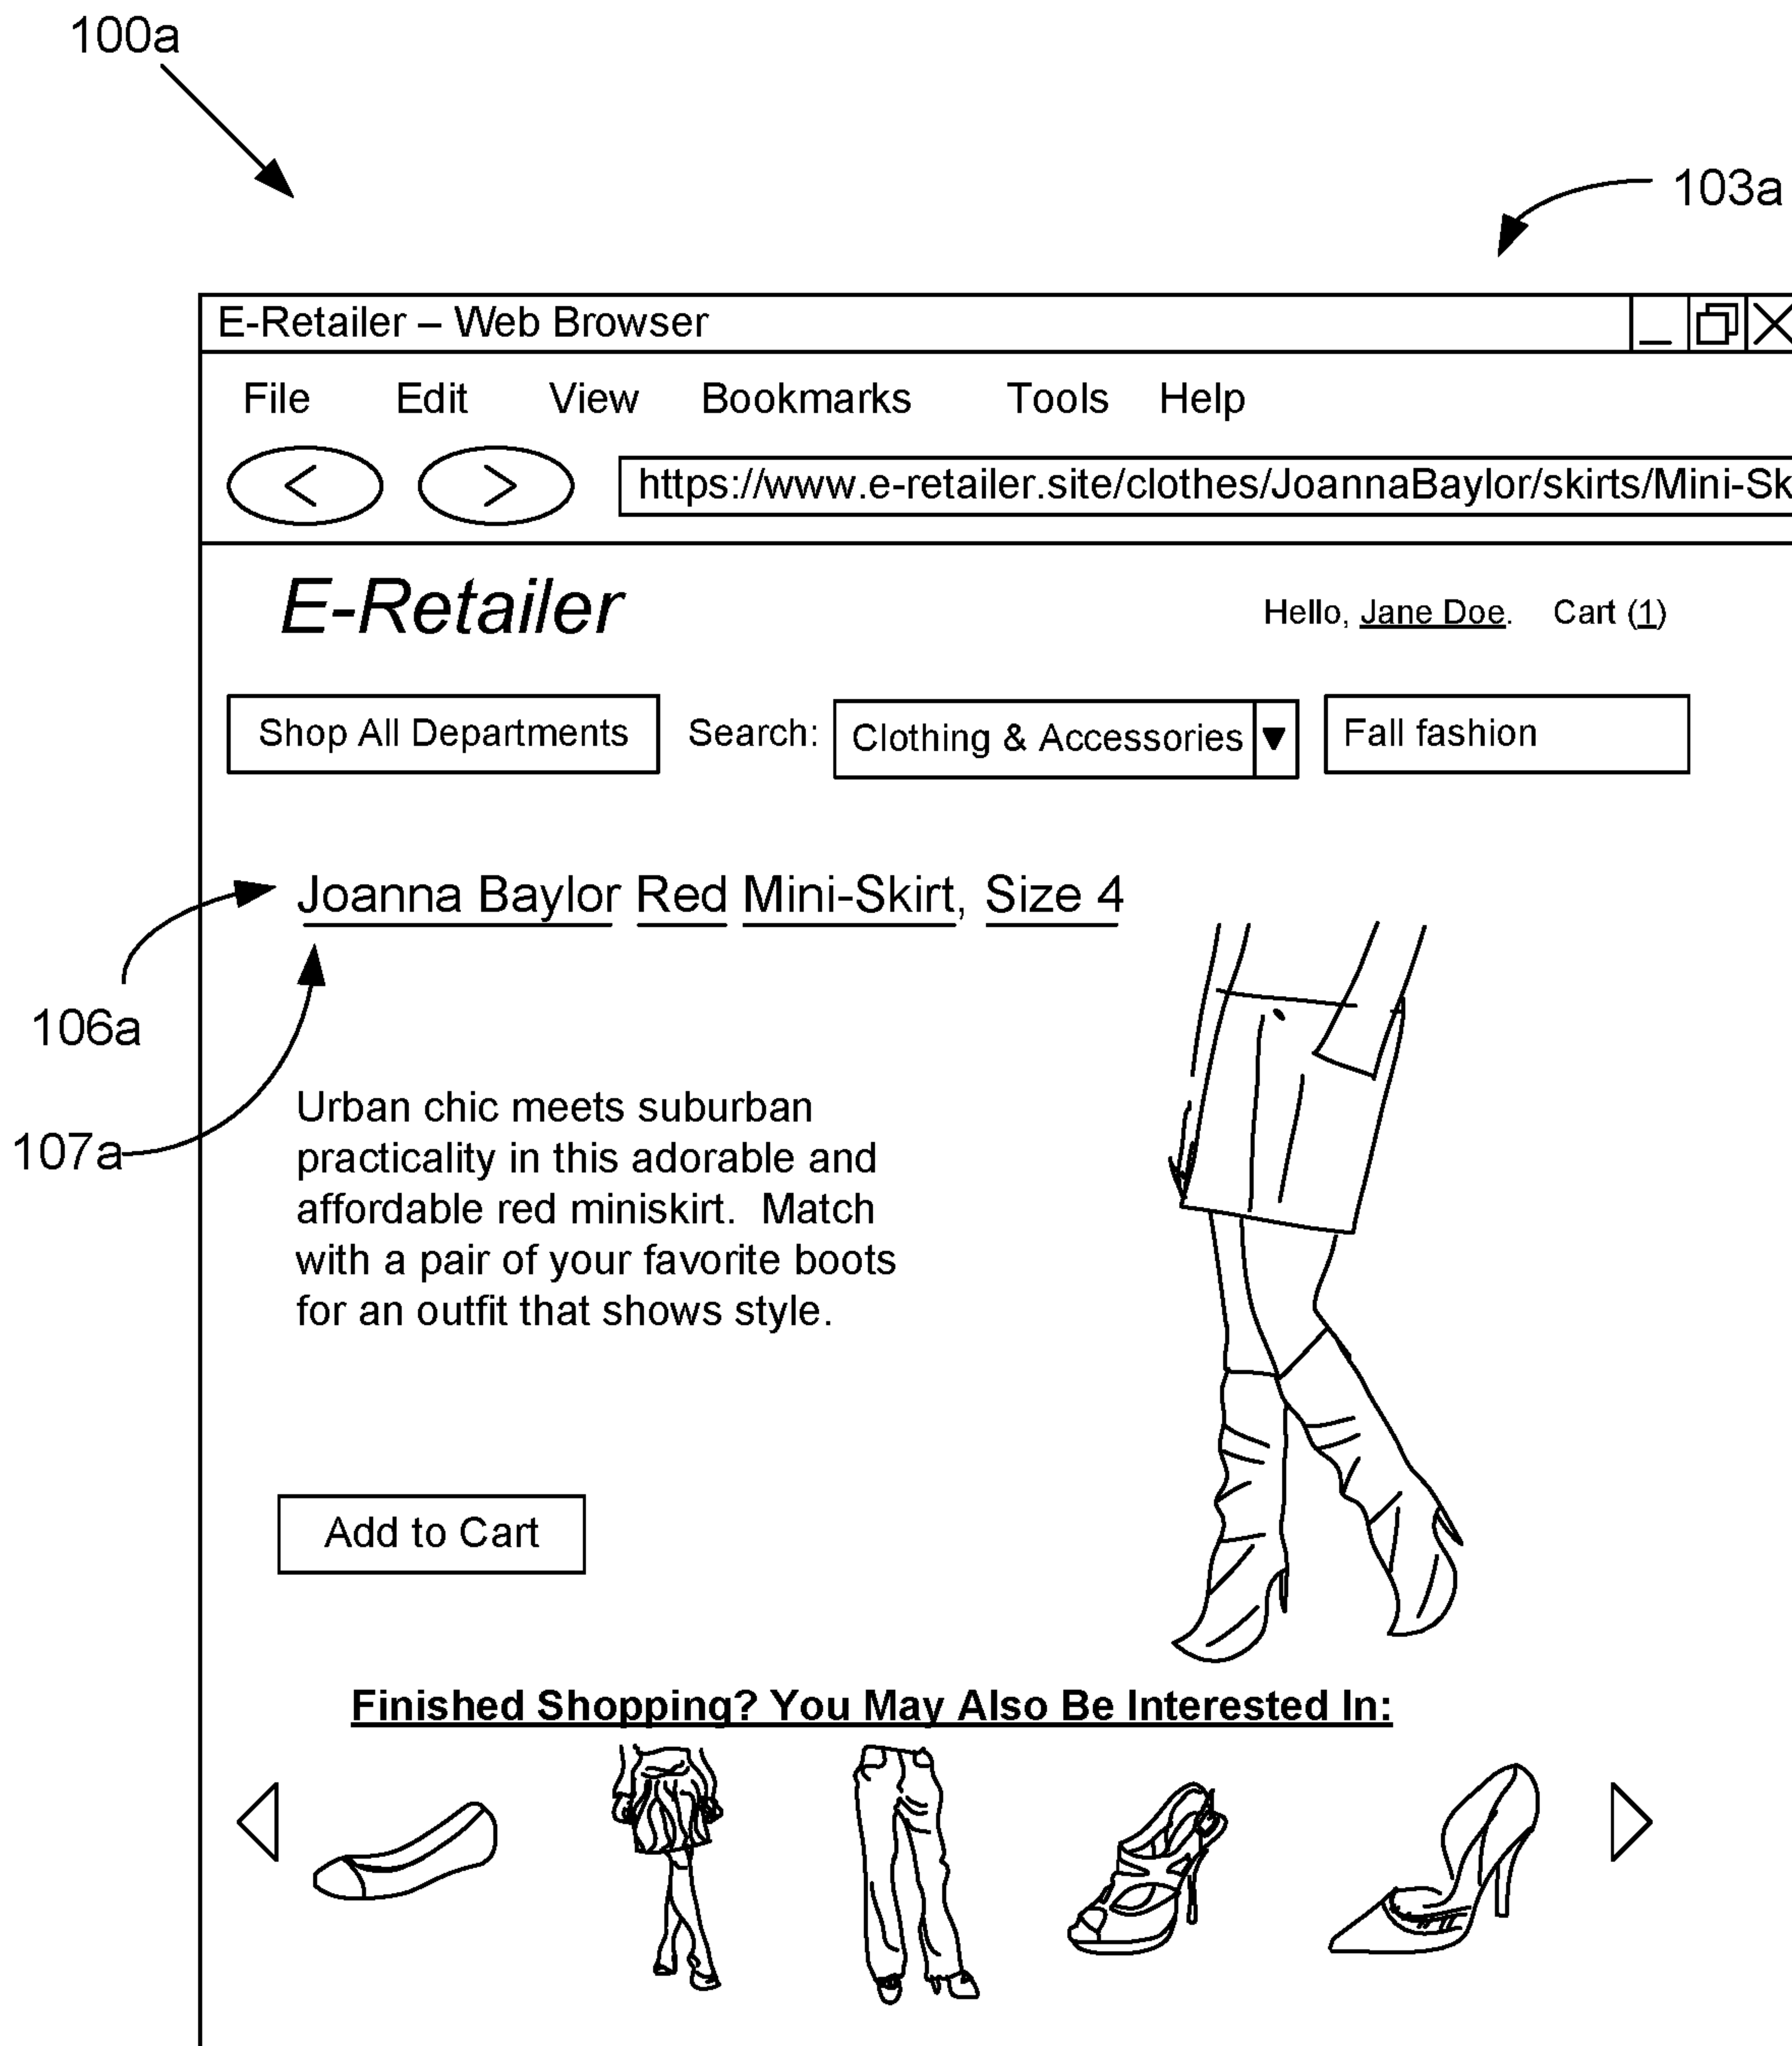 100a
103a
E-Retailer – Web Browser
File Edit View Bookmarks Tools Help
< > https://www.e-retailer.site/clothes/JoannaBaylor/skirts/Mini-Sk
E-Retailer Hello, Jane Doe. Cart (1)
Shop All Departments Search: Clothing & Accessories Fall fashion
Joanna Baylor Red Mini-Skirt, Size 4
106a
107a
Urban chic meets suburban
practicality in this adorable and
affordable red miniskirt. Match
with a pair of your favorite boots
for an outfit that shows style.
Add to Cart
Finished Shopping? You May Also Be Interested In: